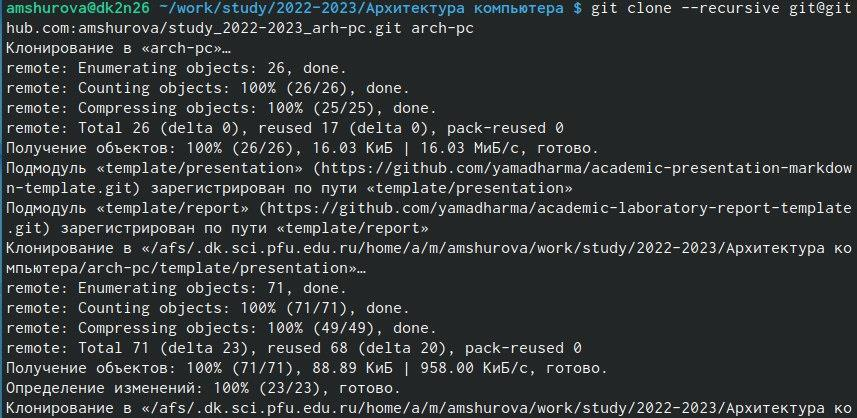 amshurova@dk2n26 ~/work/study/2022-2023/Архитектура компьютера $ git clone --recursive git@git
hub.com:amshurova/study_2022-2023_arh-pc.git arch-pc
Клонирование в «arch-pc»…
remote: Enumerating objects: 26, done.
remote: Counting objects: 100% (26/26), done.
remote: Compressing objects: 100% (25/25), done.
remote: Total 26 (delta 0), reused 17 (delta 0), pack-reused 0
Получение объектов: 100% (26/26), 16.03 КиБ | 16.03 МиБ/с, готово.
Подмодуль «template/presentation» (https://github.com/yamadharma/academic-presentation-markdow
n-template.git) зарегистрирован по пути «template/presentation»
Подмодуль «template/report» (https://github.com/yamadharma/academic-laboratory-report-template
.git) зарегистрирован по пути «template/report»
Клонирование в «/afs/.dk.sci.pfu.edu.ru/home/a/m/amshurova/work/study/2022-2023/Архитектура ко
мпьютера/arch-pc/template/presentation»…
remote: Enumerating objects: 71, done.
remote: Counting objects: 100% (71/71), done.
remote: Compressing objects: 100% (49/49), done.
remote: Total 71 (delta 23), reused 68 (delta 20), pack-reused 0
Получение объектов: 100% (71/71), 88.89 КиБ | 958.00 КиБ/с, готово.
Определение изменений: 100% (23/23), готово.
Клонирование в «/afs/.dk.sci.pfu.edu.ru/home/a/m/amshurova/work/study/2022-2023/Архитектура ко